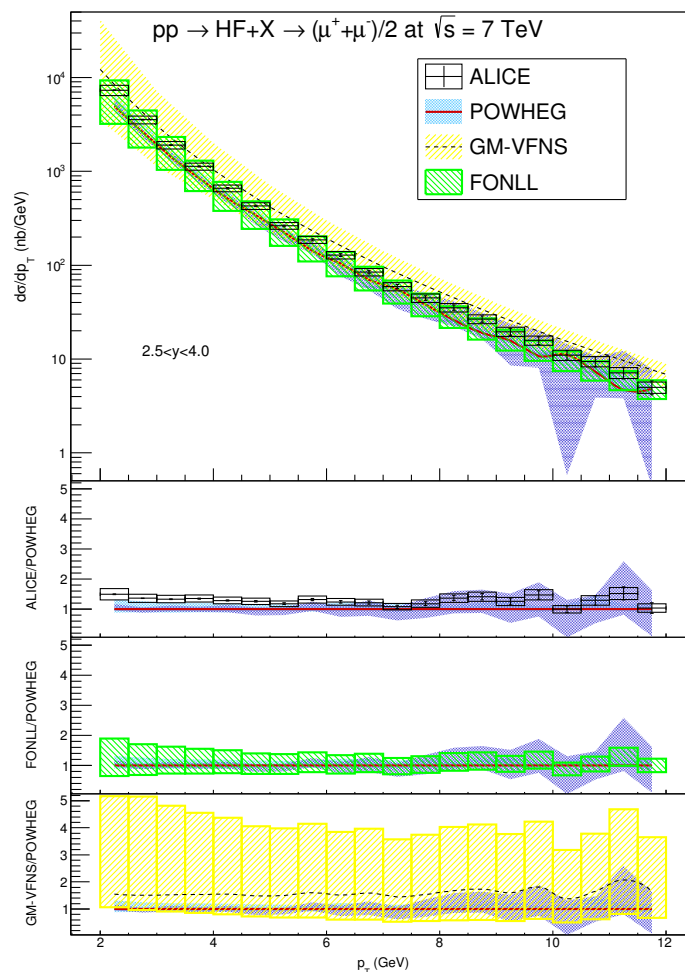 pp → HF+X → (μ⁺+μ⁻)/2 at √s = 7 TeV
ALICE
POWHEG
GM-VFNS
FONLL
dσ/dp_T (nb/GeV)
10⁴
10³
10²
10
1
2.5<y<4.0
ALICE/POWHEG
5
4
3
2
1
FONLL/POWHEG
5
4
3
2
1
GM-VFNS/POWHEG
5
4
3
2
1
2 4 6 8 10 12
p_T (GeV)